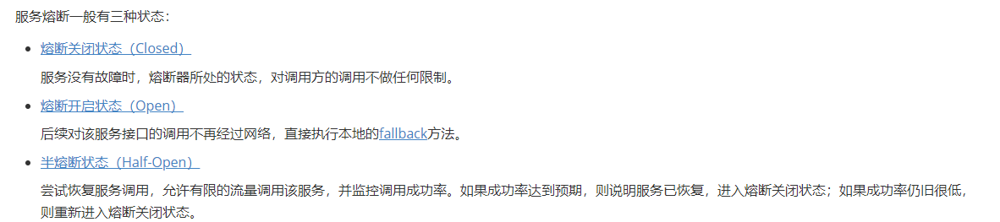 服务熔断一般有三种状态：
熔断关闭状态（Closed）
服务没有故障时，熔断器所处的状态，对调用方的调用不做任何限制。
熔断开启状态（Open）
后续对该服务接口的调用不再经过网络，直接执行本地的fallback方法。
半熔断状态（Half-Open）
尝试恢复服务调用，允许有限的流量调用该服务，并监控调用成功率。如果成功率达到预期，则说明服务已恢复，进入熔断关闭状态；如果成功率仍旧很低，
则重新进入熔断关闭状态。